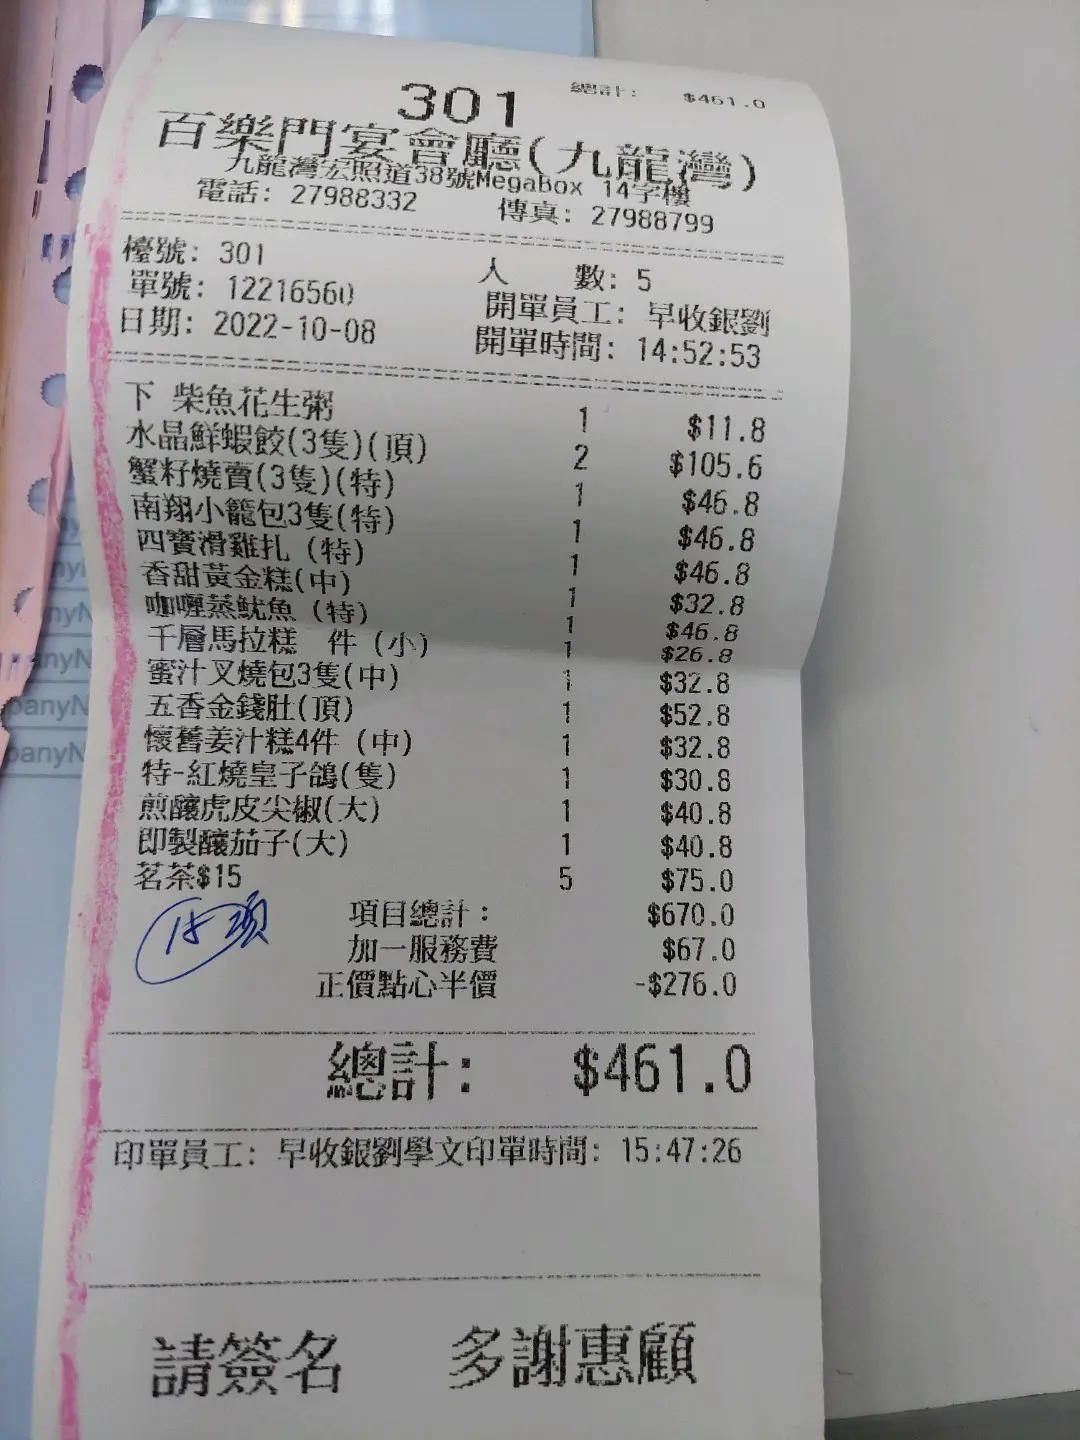 總計: $461.0
301
百樂門宴會廳(九龍灣)
九龍灣宏照道38號MegaBox 14字樓
電話: 27988332 傳真: 27988799
檯號: 301 人 數: 5
單號: 12216560 開單員工: 早收銀劉
日期: 2022-10-08 開單時間: 14:52:53
下 柴魚花生粥 1 $11.8
水晶鮮蝦餃(3隻)(頂) 2 $105.6
蟹籽燒賣(3隻)(特) 1 $46.8
南翔小籠包3隻(特) 1 $46.8
四寶滑雞扎 (特) 1 $46.8
香甜黃金糕(中) 1 $32.8
咖喱蒸魷魚 (特) 1 $46.8
千層馬拉糕 件 (小) 1 $26.8
蜜汁叉燒包3隻(中) 1 $32.8
五香金錢肚(頂) 1 $52.8
懷舊姜汁糕4件 (中) 1 $32.8
特-紅燒皇子鴿(隻) 1 $30.8
煎釀虎皮尖椒(大) 1 $40.8
即製釀茄子(大) 1 $40.8
茗茶$15 5 $75.0
15項
項目總計: $670.0
加一服務費 $67.0
正價點心半價 -$276.0
總計: $461.0
印單員工: 早收銀劉學文印單時間: 15:47:26
請簽名 多謝惠顧